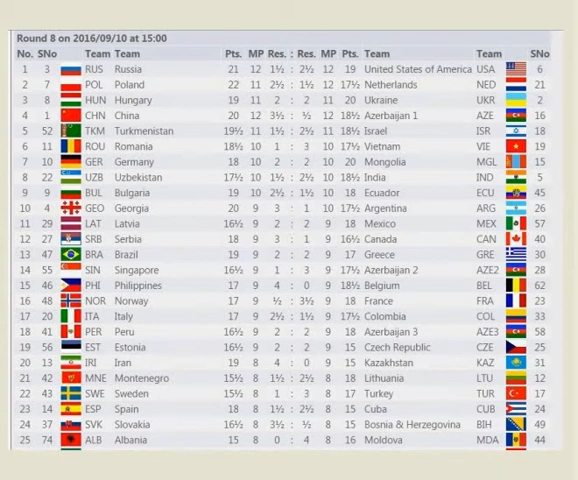 Round 8 on 2016/09/10 at 15:00
No. SNo Team Team Pts. MP Res. : Res. MP Pts. Team Team SNo
1 3 RUS Russia 21 12 1½ : 2½ 12 19 United States of America USA 6
2 7 POL Poland 22 11 2½ : 1½ 12 17½ Netherlands NED 21
3 8 HUN Hungary 19 11 2 : 2 11 20 Ukraine UKR 2
4 1 CHN China 20 12 3½ : ½ 12 18½ Azerbaijan 1 AZE 16
5 52 TKM Turkmenistan 19½ 11 1½ : 2½ 11 18 Israel ISR 18
6 11 ROU Romania 18½ 10 1 : 3 10 17½ Vietnam VIE 19
7 10 GER Germany 18 10 2 : 2 10 20 Mongolia MGL 15
8 22 UZB Uzbekistan 17½ 10 1½ : 2½ 10 18½ India IND 5
9 9 BUL Bulgaria 19 10 2½ : 1½ 10 18 Ecuador ECU 45
10 4 GEO Georgia 20 9 3 : 1 10 17½ Argentina ARG 26
11 29 LAT Latvia 16½ 9 2 : 2 9 18 Mexico MEX 57
12 27 SRB Serbia 18 9 3 : 1 9 16½ Canada CAN 40
13 47 BRA Brazil 19 9 2 : 2 9 17 Greece GRE 30
14 55 SIN Singapore 16½ 9 1 : 3 9 17½ Azerbaijan 2 AZE2 28
15 46 PHI Philippines 17 9 4 : 0 9 18½ Belgium BEL 62
16 48 NOR Norway 17 9 ½ : 3½ 9 18 France FRA 23
17 20 ITA Italy 17 9 2½ : 1½ 9 17½ Colombia COL 33
18 41 PER Peru 16½ 9 2 : 2 9 18 Azerbaijan 3 AZE3 58
19 56 EST Estonia 16½ 9 2 : 2 9 15 Czech Republic CZE 25
20 13 IRI Iran 19 8 4 : 0 9 15 Kazakhstan KAZ 31
21 42 MNE Montenegro 15½ 8 1½ : 2½ 8 18 Lithuania LTU 12
22 43 SWE Sweden 15½ 8 1 : 3 8 17 Turkey TUR 17
23 14 ESP Spain 18 8 1½ : 2½ 8 15 Cuba CUB 24
24 37 SVK Slovakia 16½ 8 3½ : ½ 8 15 Bosnia & Herzegovina BIH 49
25 74 ALB Albania 15 8 0 : 4 8 16 Moldova MDA 44